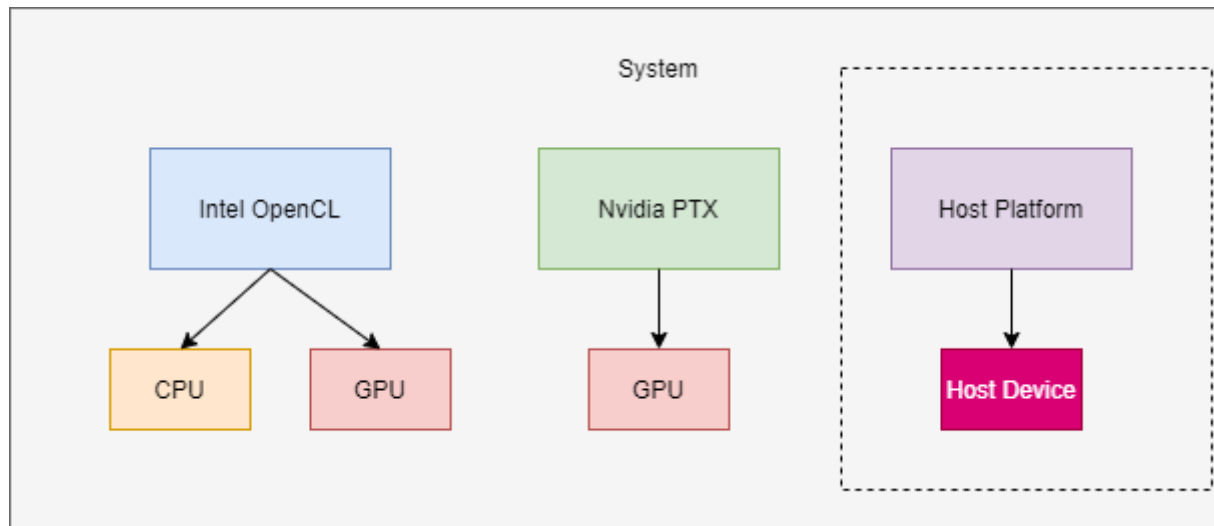 System
Intel OpenCL
Nvidia PTX
Host Platform
CPU
GPU
GPU
Host Device